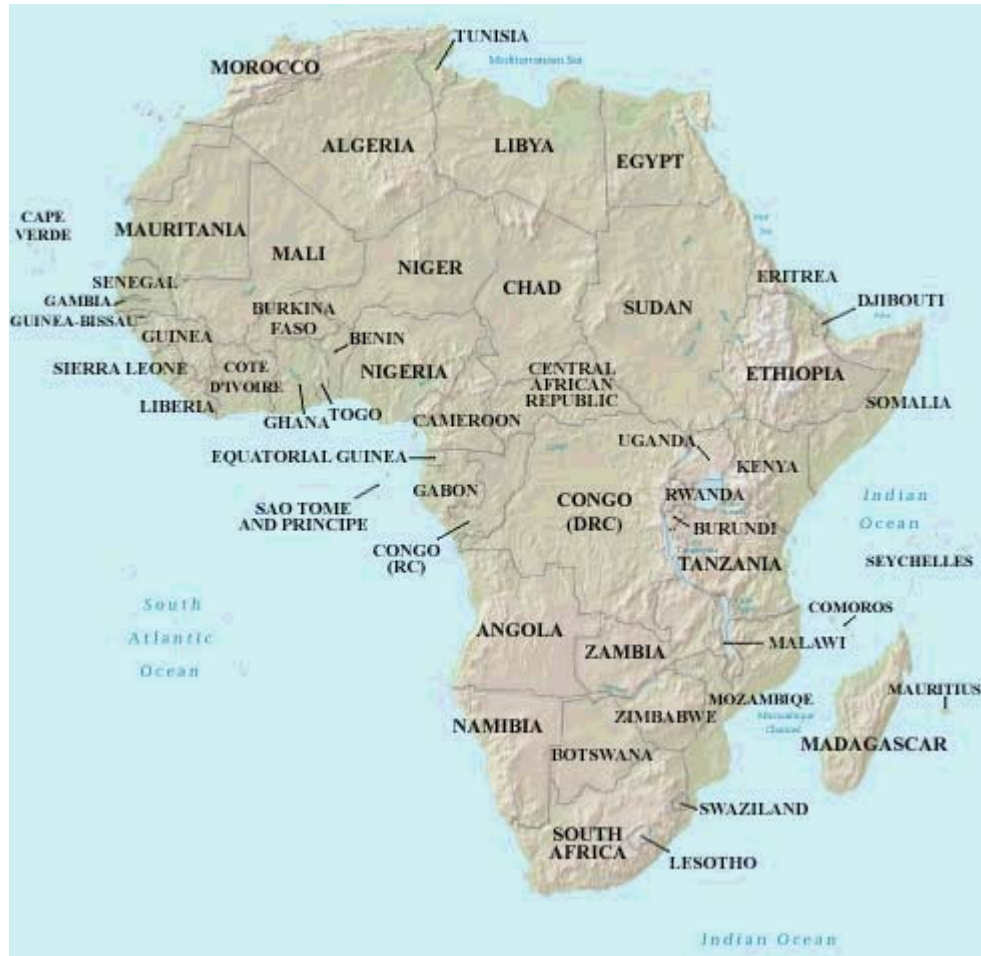 TUNISIA
Mediterranean Sea
MOROCCO
ALGERIA
LIBYA
EGYPT
CAPE
VERDE
MAURITANIA
MALI
NIGER
CHAD
SUDAN
Red
Sea
ERITREA
DJIBOUTI
SENEGAL
GAMBIA
GUINEA-BISSAU
BURKINA
FASO
GUINEA
BENIN
SIERRA LEONE
COTE
D'IVOIRE
NIGERIA
CENTRAL
AFRICAN
REPUBLIC
ETHIOPIA
SOMALIA
LIBERIA
GHANA
TOGO
CAMEROON
UGANDA
KENYA
EQUATORIAL GUINEA
GABON
SAO TOME
AND PRINCIPE
CONGO
(DRC)
RWANDA
BURUNDI
Indian
Ocean
CONGO
(RC)
TANZANIA
SEYCHELLES
South
Atlantic
Ocean
COMOROS
ANGOLA
ZAMBIA
MALAWI
MOZAMBIQE
Mozambique
Channel
MAURITIUS
NAMIBIA
ZIMBABWE
MADAGASCAR
BOTSWANA
SWAZILAND
SOUTH
AFRICA
LESOTHO
Indian Ocean